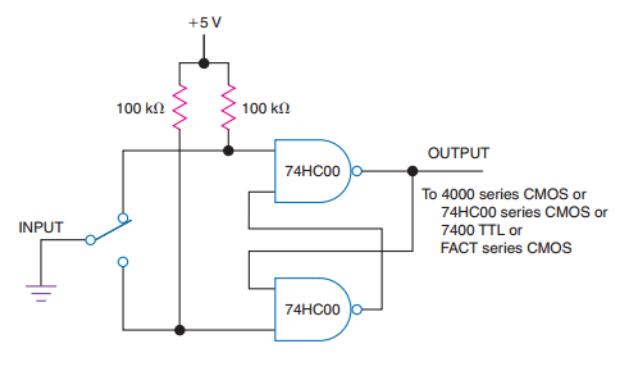 +5 V
100 kΩ
100 kΩ
74HC00
OUTPUT
To 4000 series CMOS or
74HC00 series CMOS or
7400 TTL or
FACT series CMOS
INPUT
74HC00